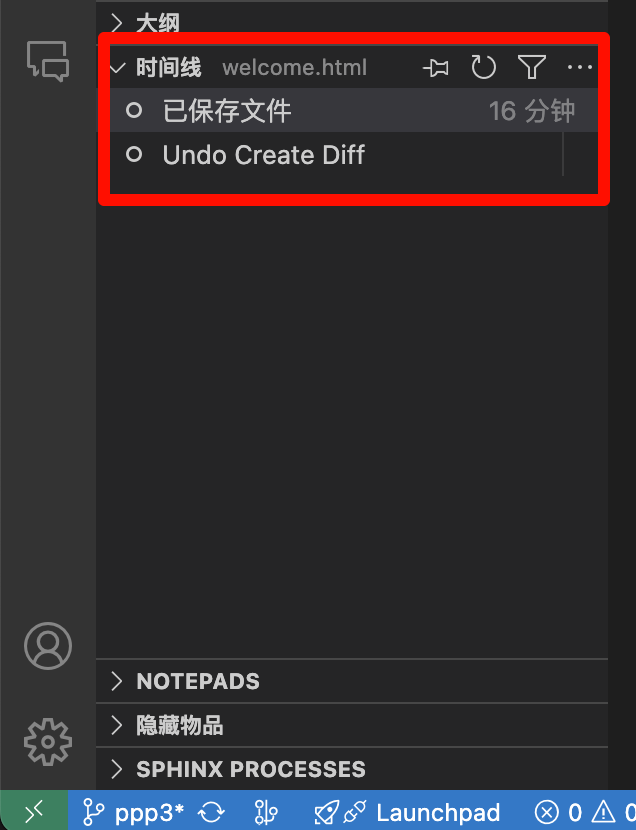 大纲
时间线 welcome.html
已保存文件 16 分钟
Undo Create Diff
NOTEPADS
隐藏物品
SPHINX PROCESSES
ppp3* Launchpad 0 0